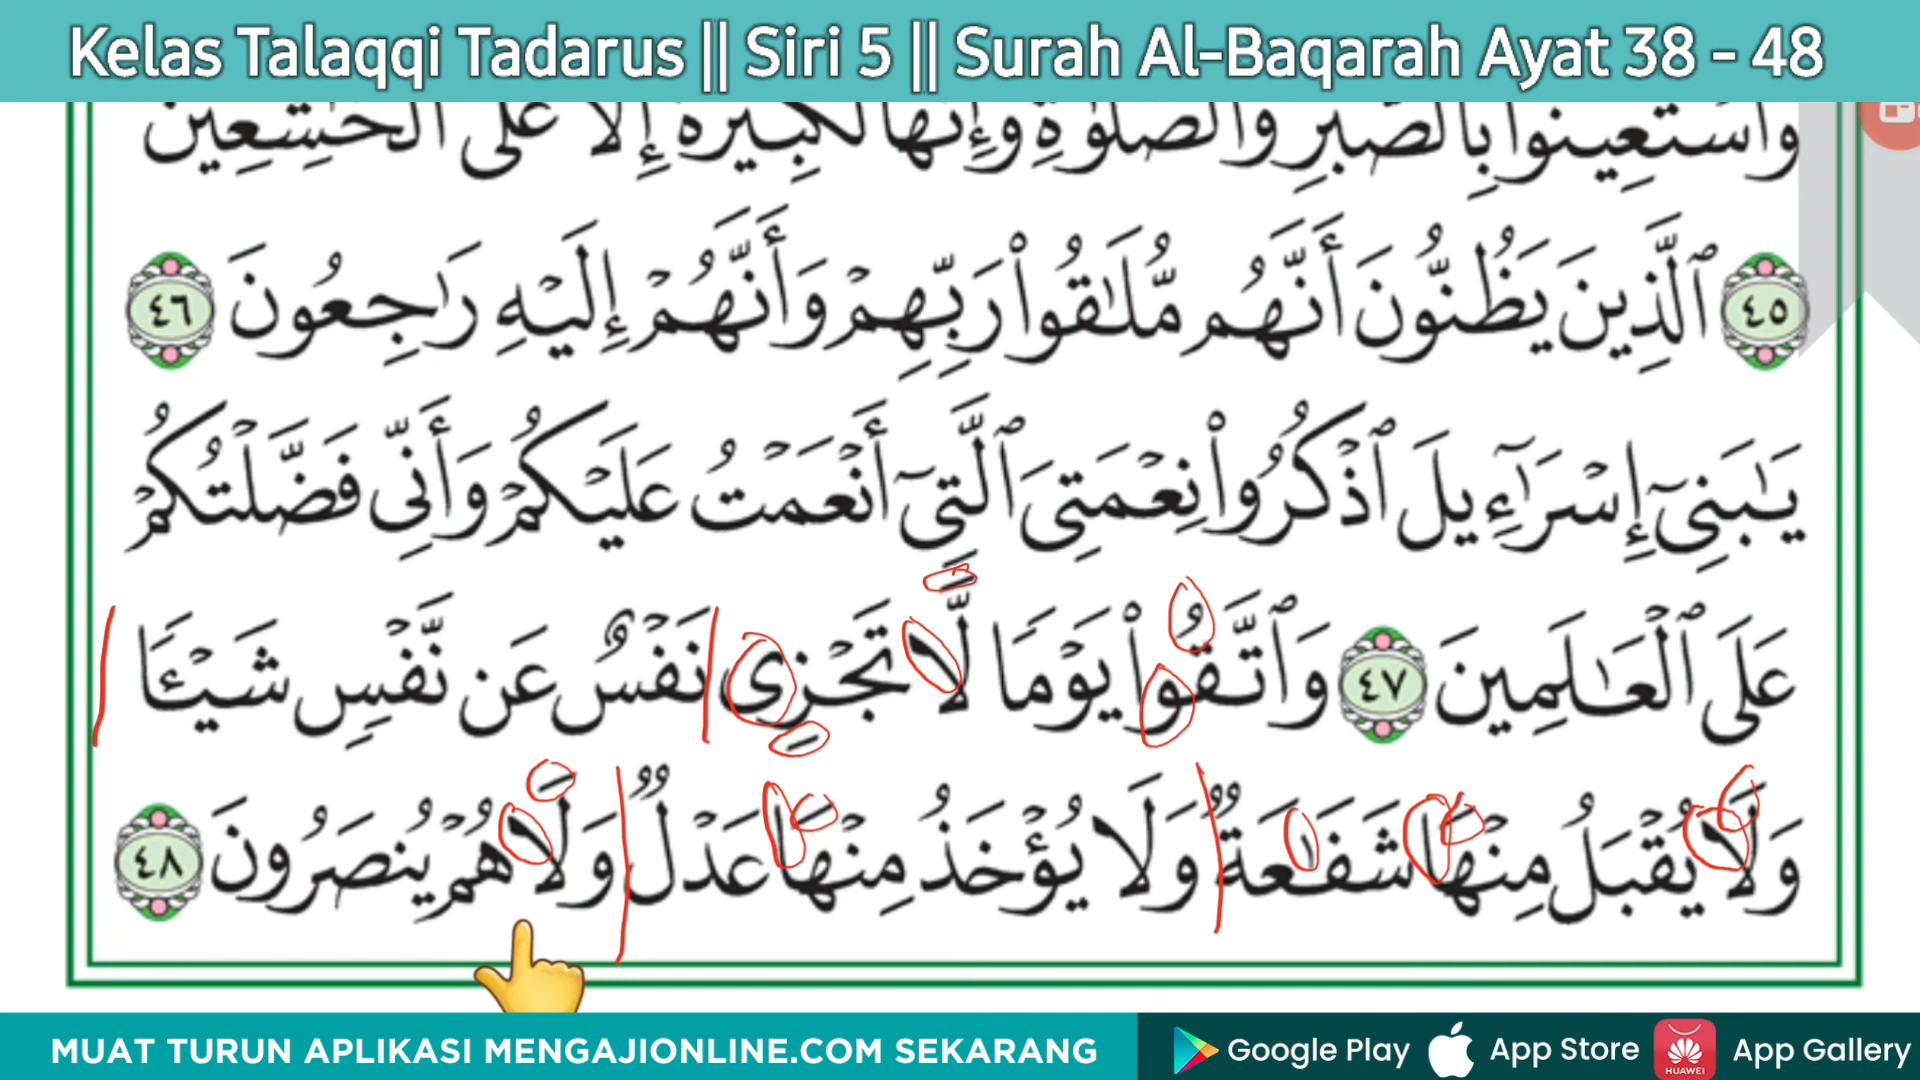 Kelas Talaqqi Tadarus || Siri 5 || Surah Al-Baqarah Ayat 38 - 48
وَٱسْتَعِينُوا۟ بِٱلصَّبْرِ وَٱلصَّلَوٰةِ وَإِنَّهَا لَكَبِيرَةٌ إِلَّا عَلَى ٱلْخَـٰشِعِينَ
٤٥ ٱلَّذِينَ يَظُنُّونَ أَنَّهُم مُّلَـٰقُوا۟ رَبِّهِمْ وَأَنَّهُمْ إِلَيْهِ رَٰجِعُونَ ٤٦
يَـٰبَنِىٓ إِسْرَٰٓءِيلَ ٱذْكُرُوا۟ نِعْمَتِىَ ٱلَّتِىٓ أَنْعَمْتُ عَلَيْكُمْ وَأَنِّى فَضَّلْتُكُمْ
عَلَى ٱلْعَـٰلَمِينَ ٤٧ وَٱتَّقُوا۟ يَوْمًا لَّا تَجْزِى نَفْسٌ عَن نَّفْسٍ شَيْـًٔا
وَلَا يُقْبَلُ مِنْهَا شَفَـٰعَةٌ وَلَا يُؤْخَذُ مِنْهَا عَدْلٌ وَلَا هُمْ يُنصَرُونَ ٤٨
MUAT TURUN APLIKASI MENGAJIONLINE.COM SEKARANG
Google Play App Store HUAWEI App Gallery